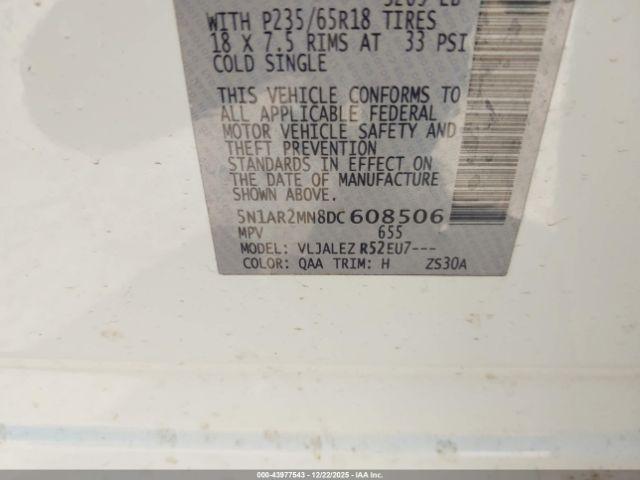 WITH P235/65R18 TIRES
18 X 7.5 RIMS AT 33 PSI
COLD SINGLE
THIS VEHICLE CONFORMS TO
ALL APPLICABLE FEDERAL
MOTOR VEHICLE SAFETY AND
THEFT PREVENTION
STANDARDS IN EFFECT ON
THE DATE OF MANUFACTURE
SHOWN ABOVE.
5N1AR2MN8DC608506
MPV 655
MODEL: VLJALEZ R52EU7---
COLOR: QAA TRIM: H ZS30A
000-43977543 - 12/22/2025 - IAAI Inc.